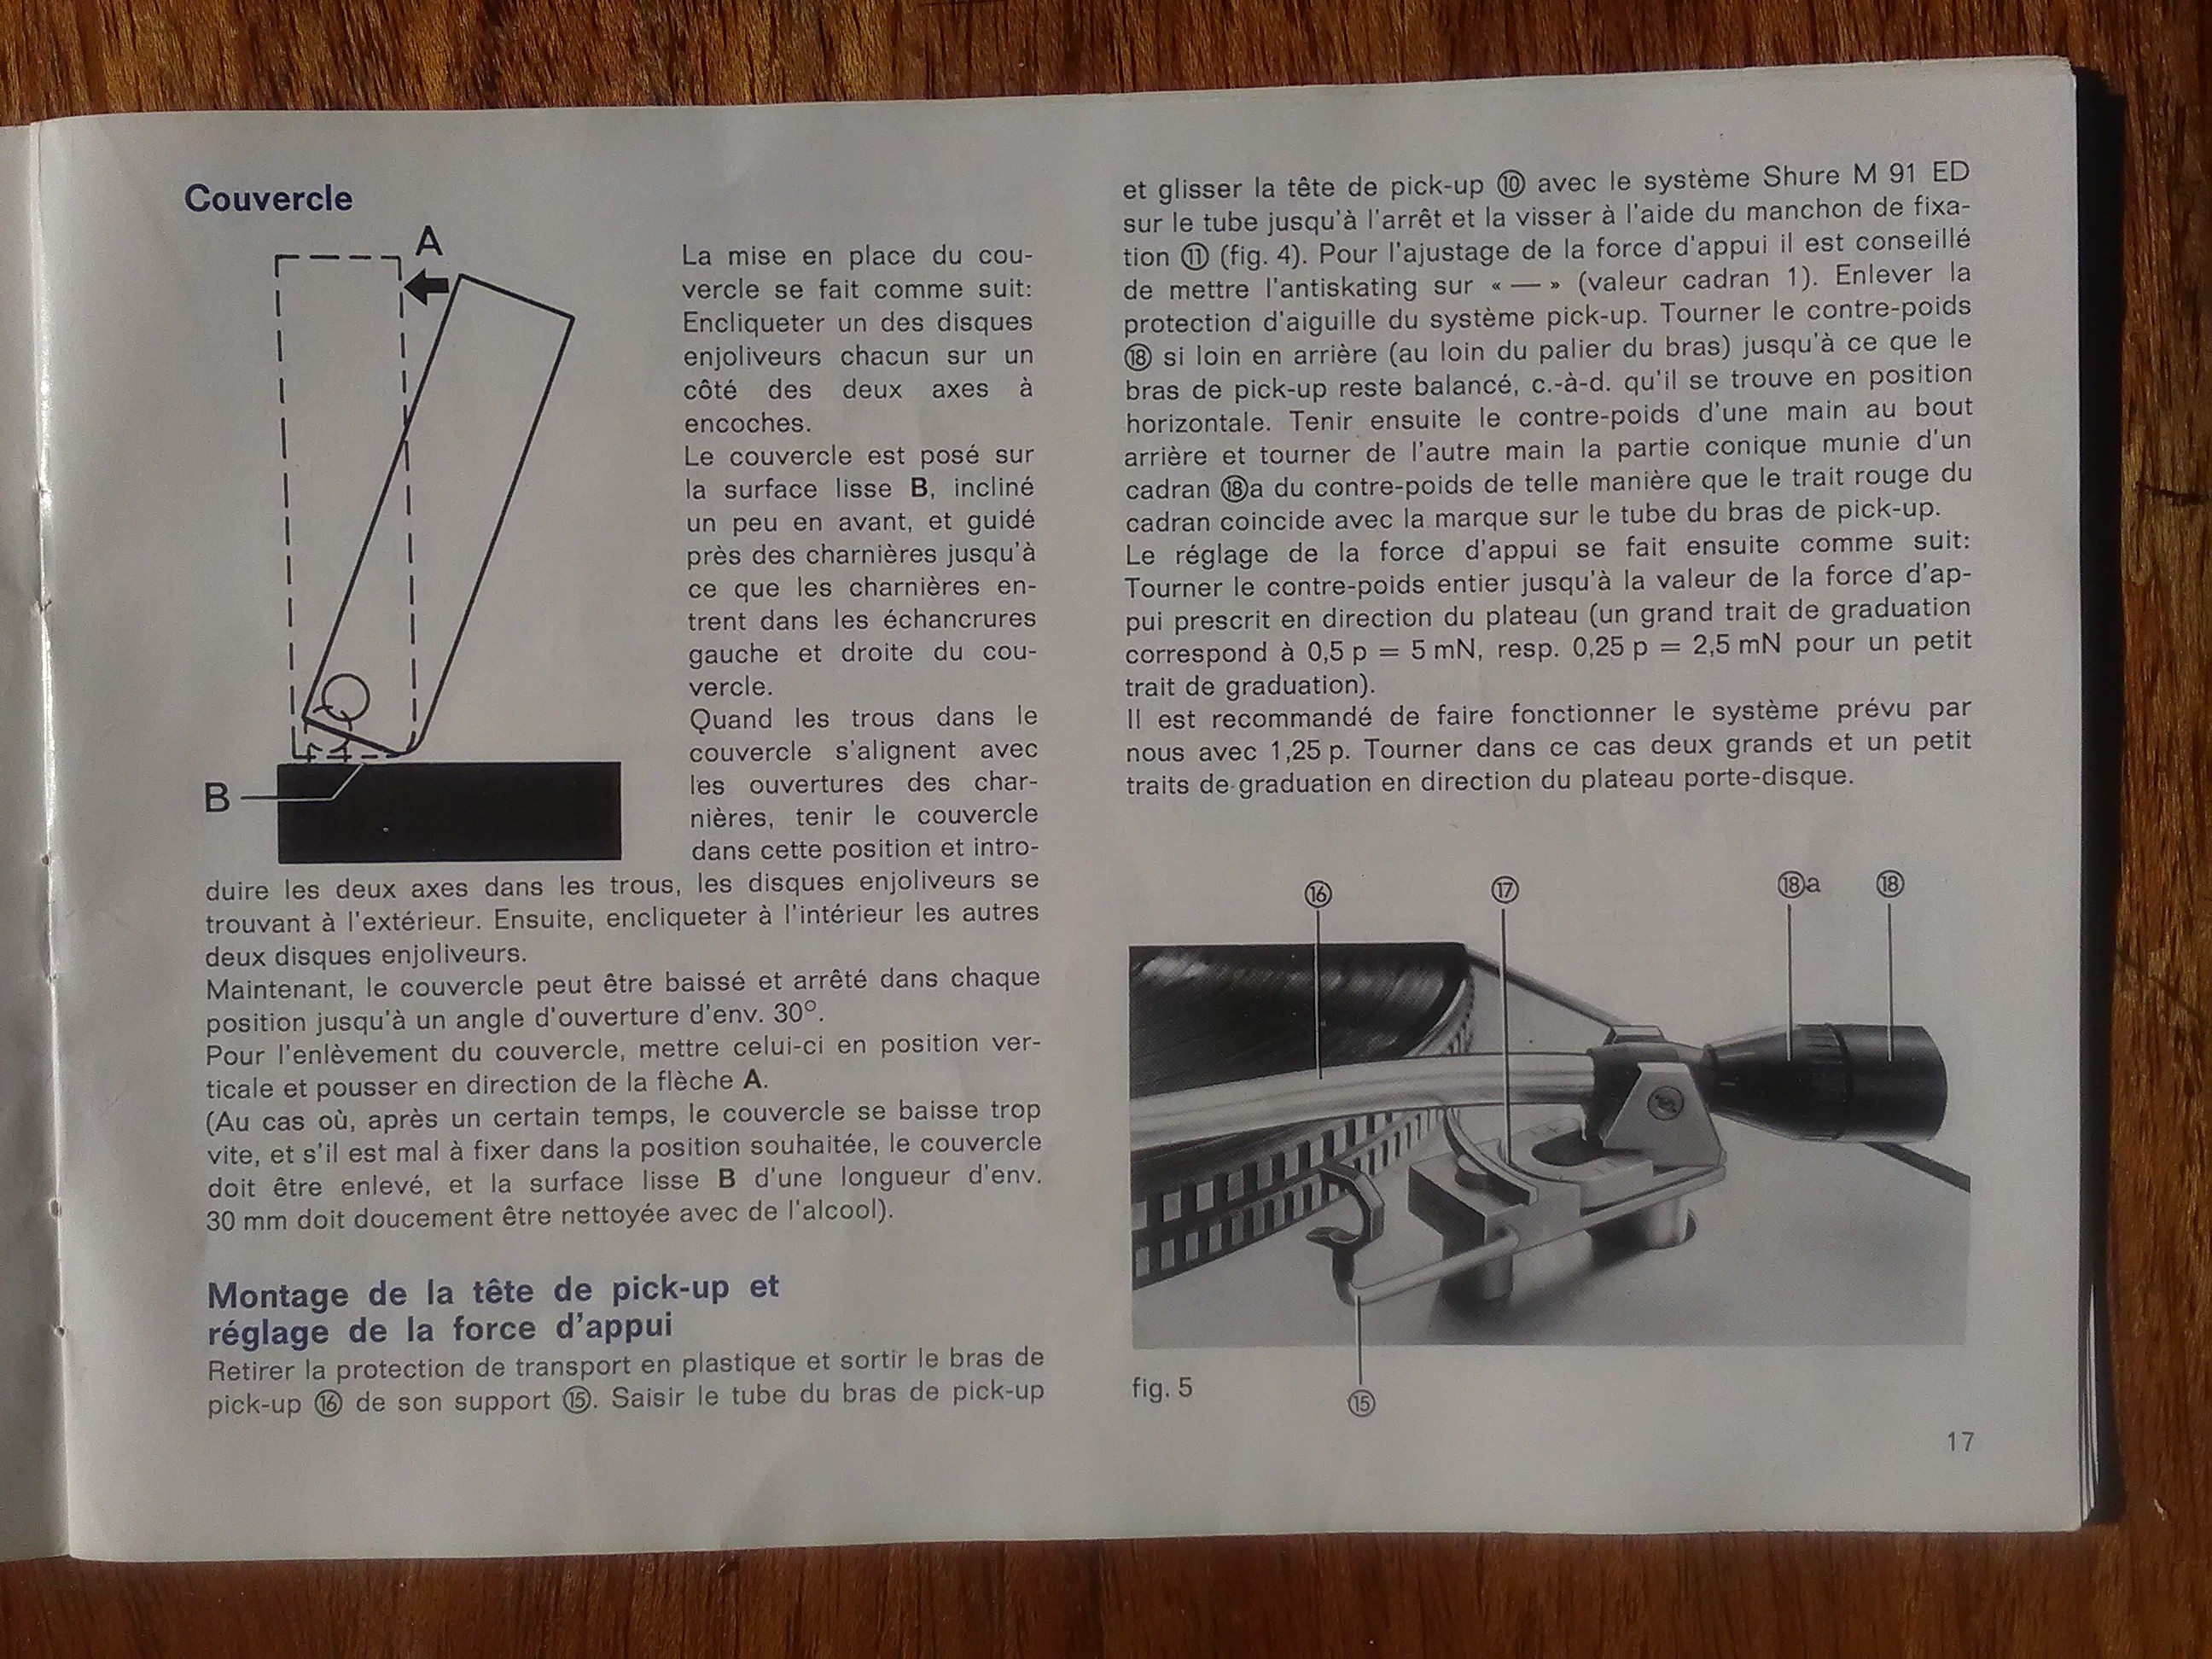 Couvercle
A
B
La mise en place du cou-
vercle se fait comme suit:
Encliqueter un des disques
enjoliveurs chacun sur un
côté des deux axes à
encoches.
Le couvercle est posé sur
la surface lisse B, incliné
un peu en avant, et guidé
près des charnières jusqu'à
ce que les charnières en-
trent dans les échancrures
gauche et droite du cou-
vercle.
Quand les trous dans le
couvercle s'alignent avec
les ouvertures des char-
nières, tenir le couvercle
dans cette position et intro-
duire les deux axes dans les trous, les disques enjoliveurs se
trouvant à l'extérieur. Ensuite, encliqueter à l'intérieur les autres
deux disques enjoliveurs.
Maintenant, le couvercle peut être baissé et arrêté dans chaque
position jusqu'à un angle d'ouverture d'env. 30°.
Pour l'enlèvement du couvercle, mettre celui-ci en position ver-
ticale et pousser en direction de la flèche A.
(Au cas où, après un certain temps, le couvercle se baisse trop
vite, et s'il est mal à fixer dans la position souhaitée, le couvercle
doit être enlevé, et la surface lisse B d'une longueur d'env.
30 mm doit doucement être nettoyée avec de l'alcool).
Montage de la tête de pick-up et
réglage de la force d'appui
Retirer la protection de transport en plastique et sortir le bras de
pick-up ⑯ de son support ⑮. Saisir le tube du bras de pick-up
et glisser la tête de pick-up ⑩ avec le système Shure M 91 ED
sur le tube jusqu'à l'arrêt et la visser à l'aide du manchon de fixa-
tion ⑪ (fig. 4). Pour l'ajustage de la force d'appui il est conseillé
de mettre l'antiskating sur « — » (valeur cadran 1). Enlever la
protection d'aiguille du système pick-up. Tourner le contre-poids
⑱ si loin en arrière (au loin du palier du bras) jusqu'à ce que le
bras de pick-up reste balancé, c.-à-d. qu'il se trouve en position
horizontale. Tenir ensuite le contre-poids d'une main au bout
arrière et tourner de l'autre main la partie conique munie d'un
cadran ⑱a du contre-poids de telle manière que le trait rouge du
cadran coincide avec la marque sur le tube du bras de pick-up.
Le réglage de la force d'appui se fait ensuite comme suit:
Tourner le contre-poids entier jusqu'à la valeur de la force d'ap-
pui prescrit en direction du plateau (un grand trait de graduation
correspond à 0,5 p = 5 mN, resp. 0,25 p = 2,5 mN pour un petit
trait de graduation).
Il est recommandé de faire fonctionner le système prévu par
nous avec 1,25 p. Tourner dans ce cas deux grands et un petit
traits de graduation en direction du plateau porte-disque.
⑯ ⑰ ⑱a ⑱
fig. 5
⑮
17